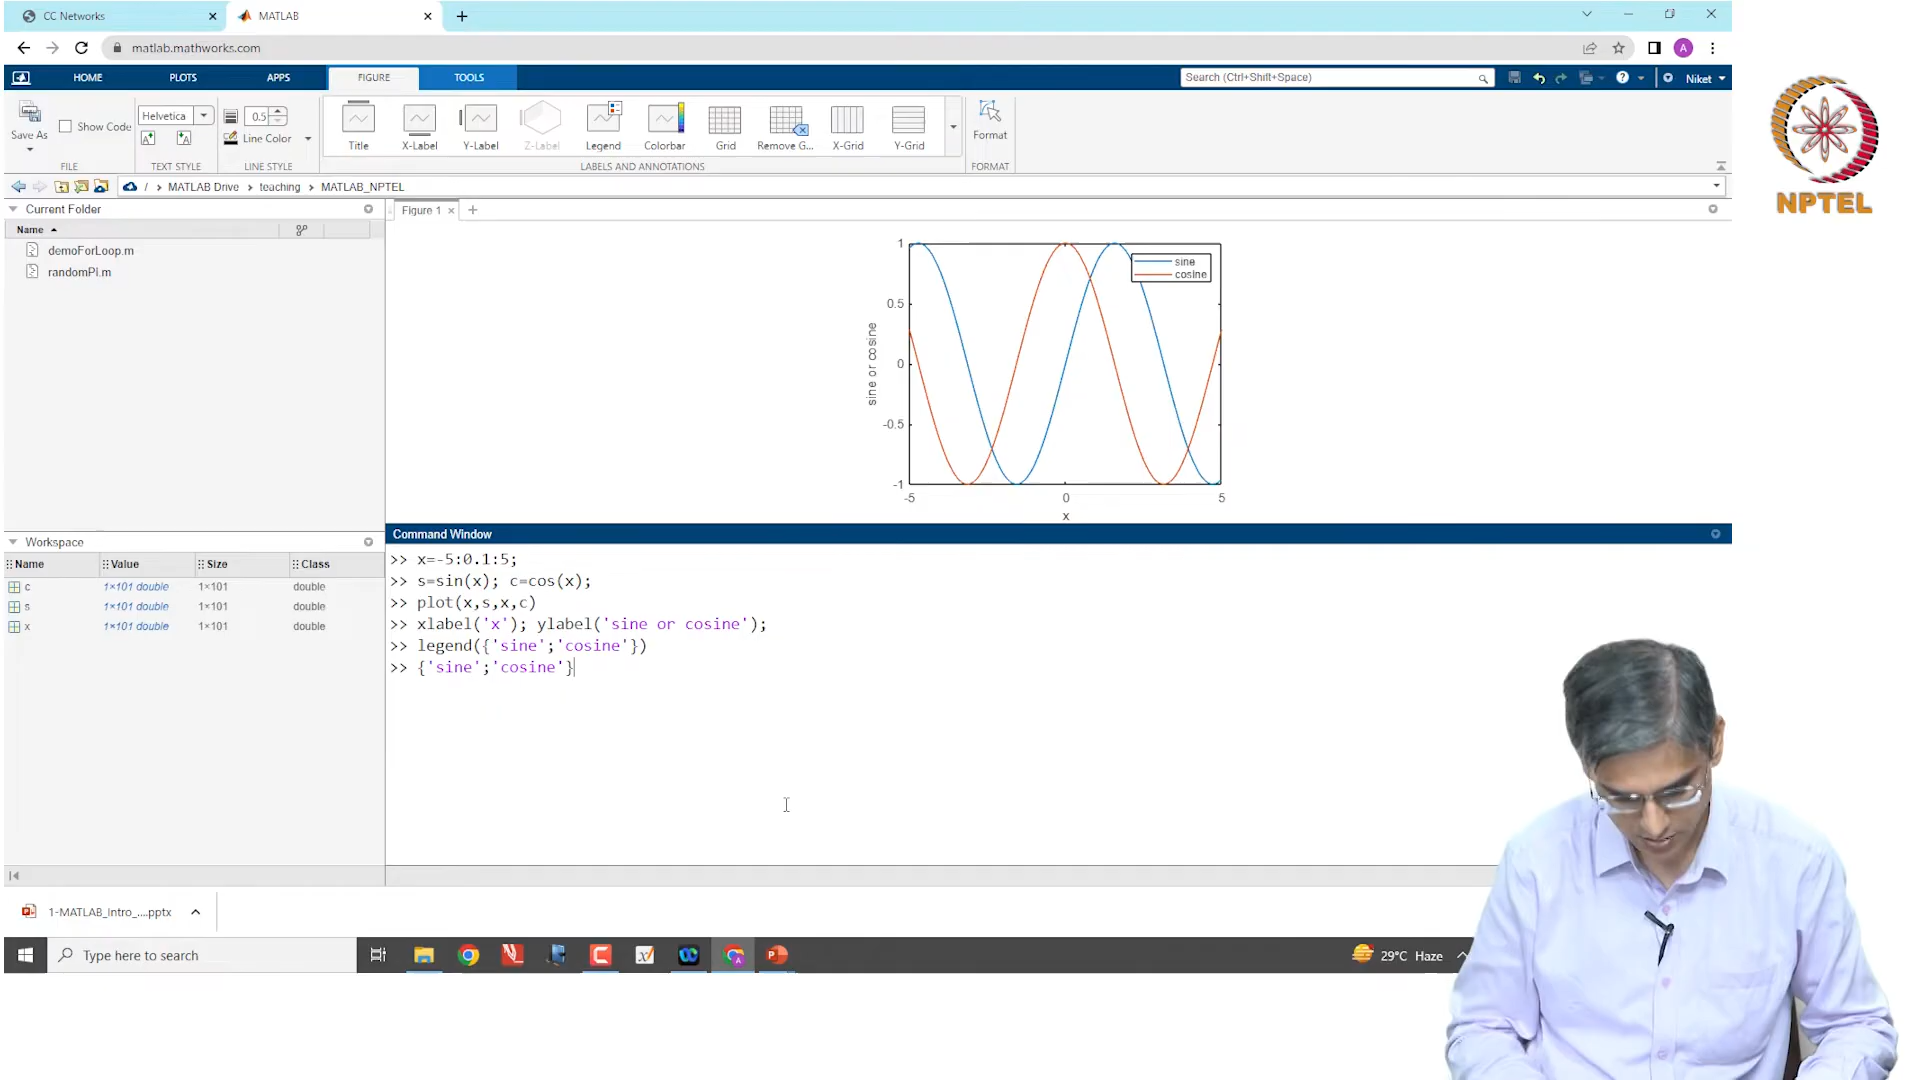 CC Networks
MATLAB
matlab.mathworks.com
A
HOME
PLOTS
APPS
FIGURE
TOOLS
Search (Ctrl+Shift+Space)
Niket
Save As
Show Code
Helvetica
0.5
Line Color
Title
X-Label
Y-Label
Z-Label
Legend
Colorbar
Grid
Remove G...
X-Grid
Y-Grid
Format
FILE
TEXT STYLE
LINE STYLE
LABELS AND ANNOTATIONS
FORMAT
/ > MATLAB Drive > teaching > MATLAB_NPTEL
NPTEL
Current Folder
Name
demoForLoop.m
randomPI.m
Figure 1
1
0.5
0
-0.5
-1
-5
0
5
sine or cosine
x
sine
cosine
Workspace
Name Value Size Class
c 1×101 double 1×101 double
s 1×101 double 1×101 double
x 1×101 double 1×101 double
Command Window
>> x=-5:0.1:5;
>> s=sin(x); c=cos(x);
>> plot(x,s,x,c)
>> xlabel('x'); ylabel('sine or cosine');
>> legend({'sine';'cosine'})
>> {'sine';'cosine'}
1-MATLAB_Intro_....pptx
Type here to search
29°C Haze